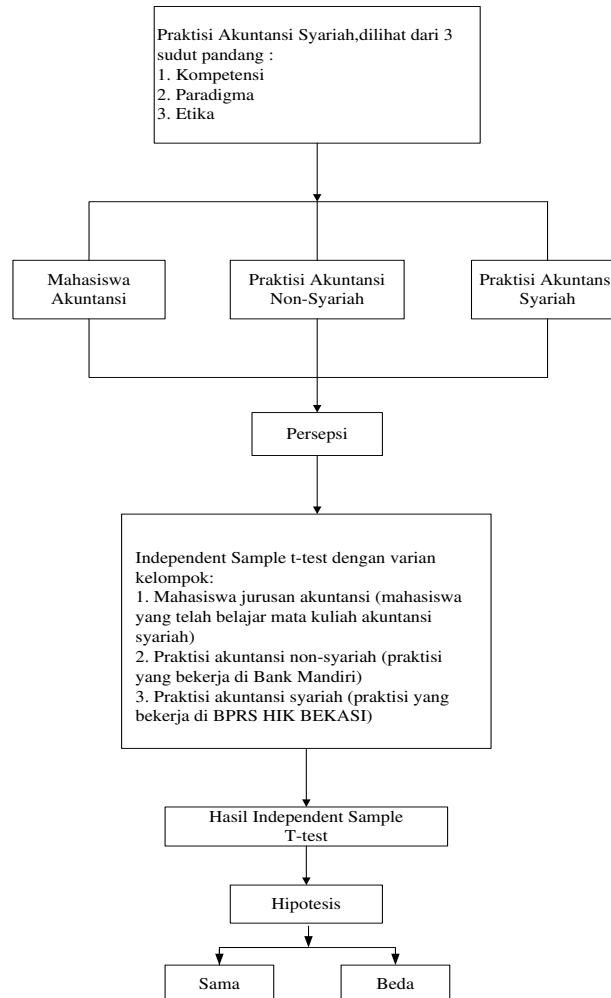 Praktisi Akuntansi Syariah,dilihat dari 3
sudut pandang :
1. Kompetensi
2. Paradigma
3. Etika
Mahasiswa
Akuntansi
Praktisi Akuntansi
Non-Syariah
Praktisi Akuntans
Syariah
Persepsi
Independent Sample t-test dengan varian
kelompok:
1. Mahasiswa jurusan akuntansi (mahasiswa
yang telah belajar mata kuliah akuntansi
syariah)
2. Praktisi akuntansi non-syariah (praktisi
yang bekerja di Bank Mandiri)
3. Praktisi akuntansi syariah (praktisi yang
bekerja di BPRS HIK BEKASI)
Hasil Independent Sample
T-test
Hipotesis
Sama
Beda